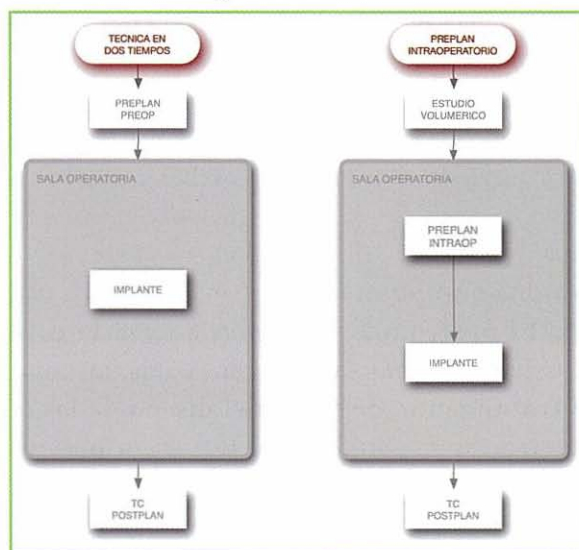 TECNICA EN
DOS TIEMPOS
PREPLAN
PREOP
SALA OPERATORIA
IMPLANTE
TC
POSTPLAN
PREPLAN
INTRAOPERATORIO
ESTUDIO
VOLUMERICO
SALA OPERATORIA
PREPLAN
INTRAOP
IMPLANTE
TC
POSTPLAN